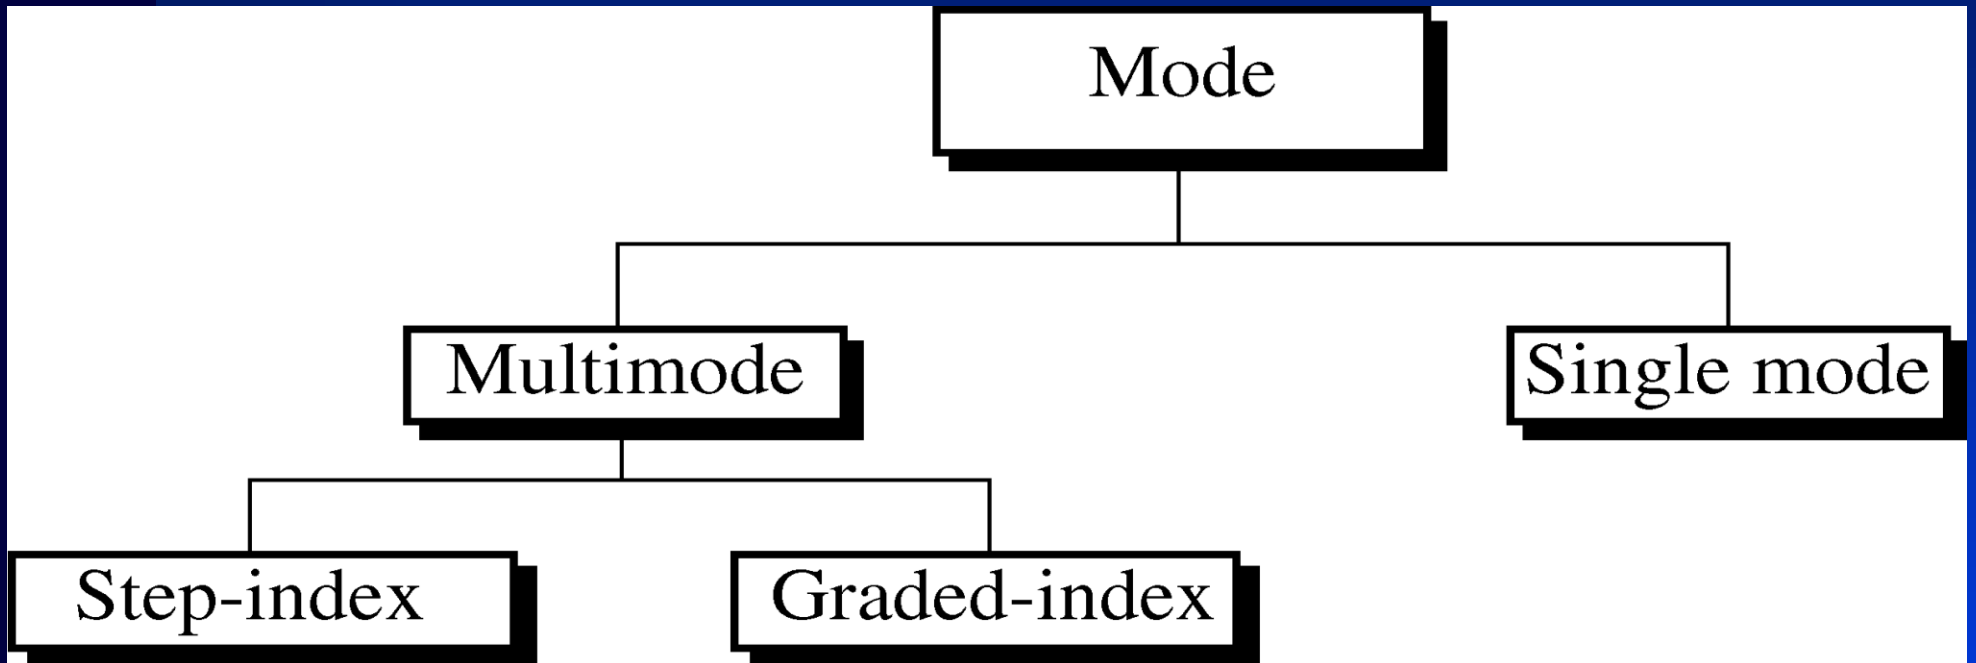 Mode
Multimode
Single mode
Step-index
Graded-index